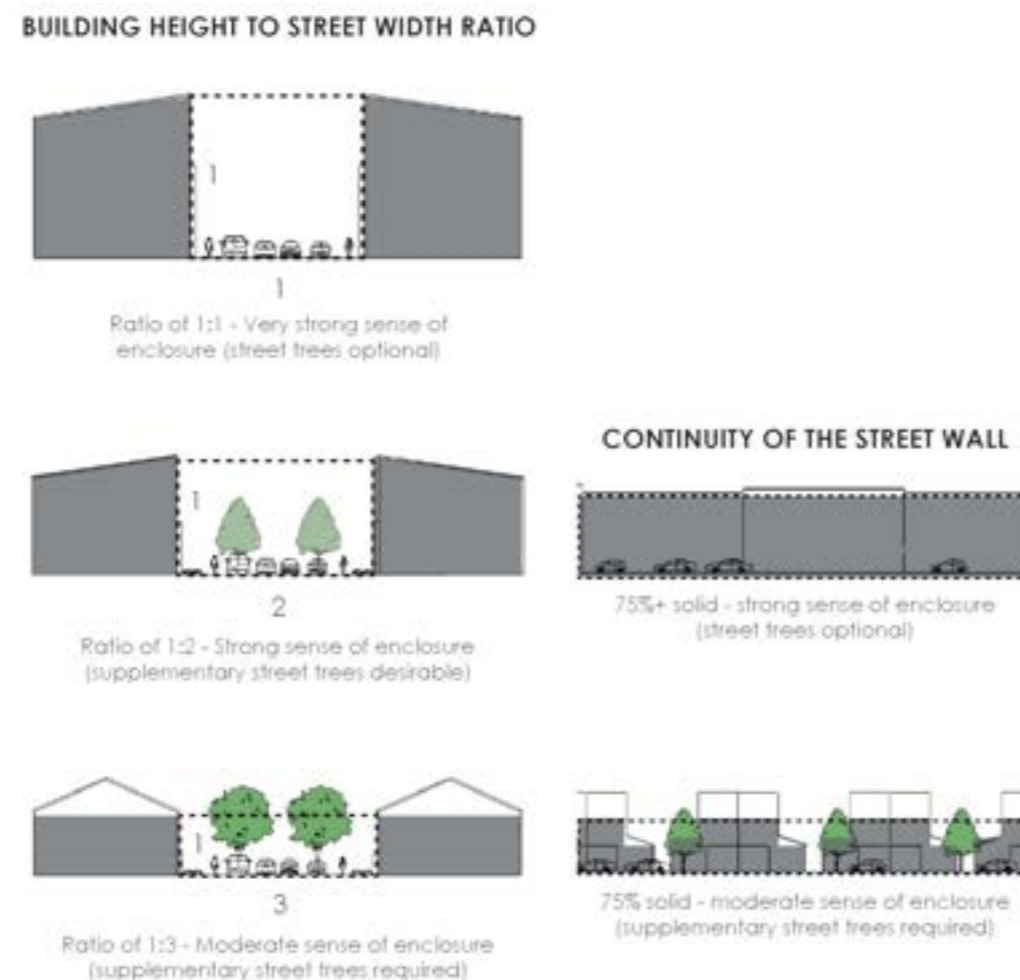 BUILDING HEIGHT TO STREET WIDTH RATIO
1
1
Ratio of 1:1 - Very strong sense of
enclosure (street trees optional)
1
2
Ratio of 1:2 - Strong sense of enclosure
(supplementary street trees desirable)
1
3
Ratio of 1:3 - Moderate sense of enclosure
(supplementary street trees required)
CONTINUITY OF THE STREET WALL
75%+ solid - strong sense of enclosure
(street trees optional)
75% solid - moderate sense of enclosure
(supplementary street trees required)